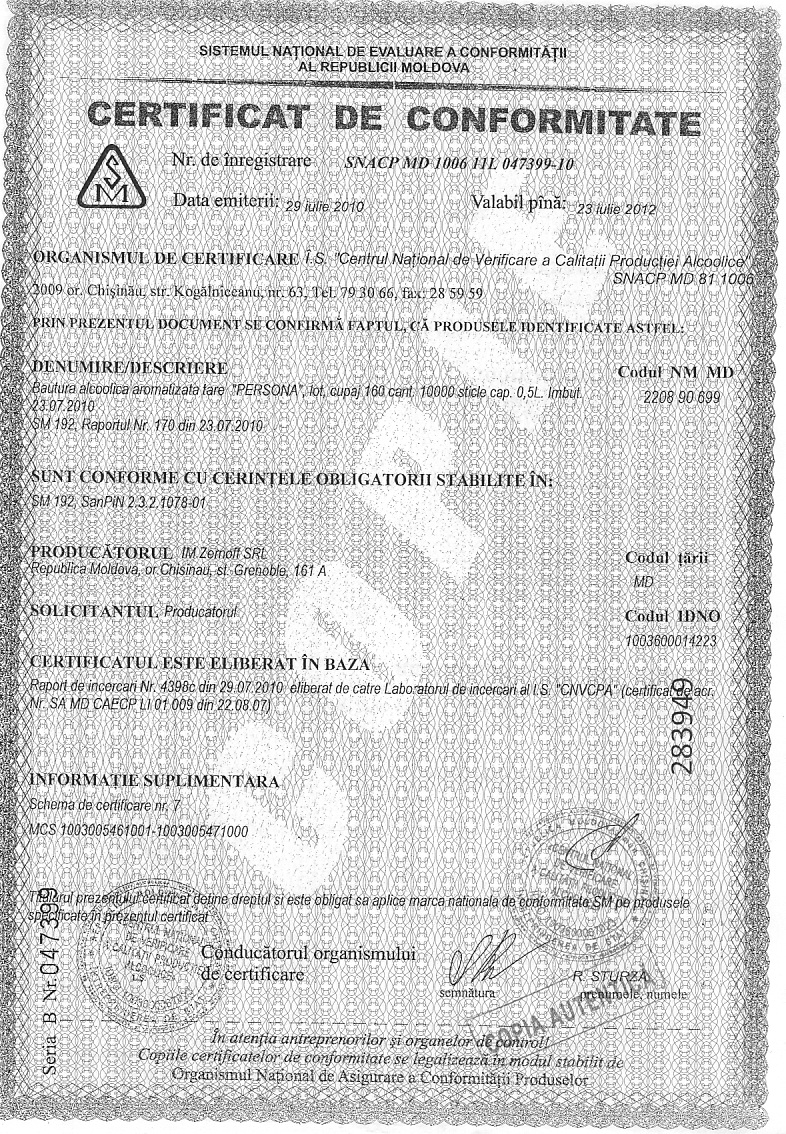 SISTEMUL NAȚIONAL DE EVALUARE A CONFORMITĂȚII
AL REPUBLICII MOLDOVA
CERTIFICAT DE CONFORMITATE
SM
Nr. de înregistrare SNACP MD 1006 11L 047399-10
Data emiterii: 29 iulie 2010 Valabil pînă: 23 iulie 2012
ORGANISMUL DE CERTIFICARE Î.S. "Centrul Național de Verificare a Calitatii Producției Alcoolice"
SNACP MD 81 1006
2009 or. Chișinău, str. Kogălniceanu, nr. 63, Tel. 79 30 66, fax: 28 59 59
PRIN PREZENTUL DOCUMENT SE CONFIRMĂ FAPTUL, CĂ PRODUSELE IDENTIFICATE ASTFEL:
DENUMIRE/DESCRIERE Codul NM MD
Bautura alcoolica aromatizata tare "PERSONA", lot, cupaj 160 cant. 10000 sticle cap. 0,5L. Imbut. 2208 90 699
23.07.2010
SM 192, Raportul Nr. 170 din 23.07.2010
SUNT CONFORME CU CERINȚELE OBLIGATORII STABILITE ÎN:
SM 192, SanPiN 2.3.2.1078-01
PRODUCĂTORUL IM Zernoff SRL Codul țării
Republica Moldova, or.Chisinau, st. Grenoble, 161 A
MD
SOLICITANTUL Producatorul Codul IDNO
1003600014223
CERTIFICATUL ESTE ELIBERAT ÎN BAZA
Raport de incercari Nr. 4398c din 29.07.2010 eliberat de catre Laboratorul de incercari al I.S. "CNVCPA" (certificat de acr.
Nr. SA MD CAECP LI 01 009 din 22.08.07)
283949
INFORMAȚIE SUPLIMENTARA
Schema de certificare nr. 7
MCS 1003005461001-1003005471000
COPIE
Titularul prezentului certificat deține dreptul si este obligat sa aplice marca nationale de conformitate SM pe produsele
specificate in prezentul certificat
Seria B Nr. 047399
Conducătorul organismului
de certificare
R. STURZA
semnătura prenumele, numele
COPIA AUTENTICĂ
În atenția antreprenorilor și organelor de control!
Copiile certificatelor de conformitate se legalizează în modul stabilit de
Organismul Național de Asigurare a Conformității Produselor